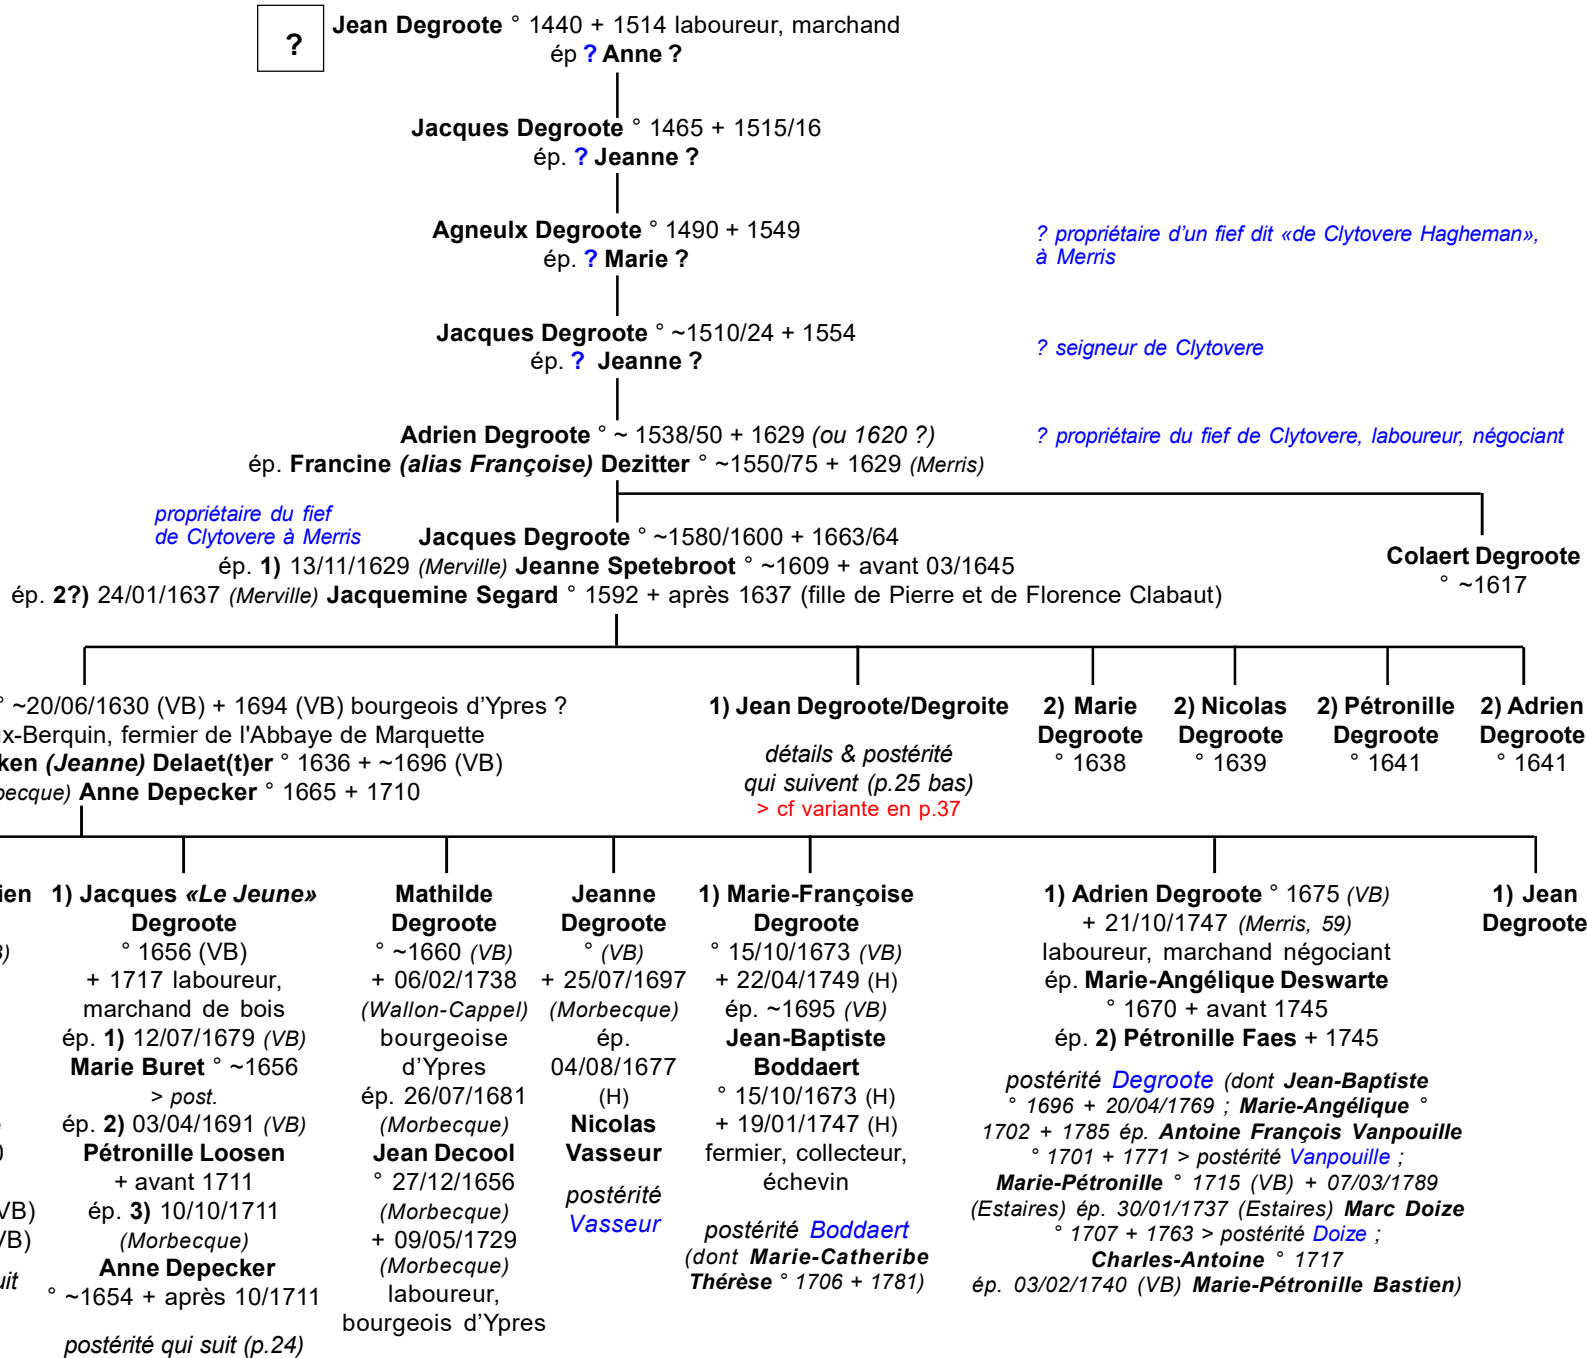 ?
Jean Degroote ° 1440 + 1514 laboureur, marchand
ép ? Anne ?
Jacques Degroote ° 1465 + 1515/16
ép. ? Jeanne ?
Agneulx Degroote ° 1490 + 1549
ép. ? Marie ?
? propriétaire d'un fief dit «de Clytovere Hagheman»,
à Merris
Jacques Degroote ° ~1510/24 + 1554
ép. ? Jeanne ?
? seigneur de Clytovere
Adrien Degroote ° ~ 1538/50 + 1629 (ou 1620 ?)
ép. Francine (alias Françoise) Dezitter ° ~1550/75 + 1629 (Merris)
? propriétaire du fief de Clytovere, laboureur, négociant
propriétaire du fief
de Clytovere à Merris
Jacques Degroote ° ~1580/1600 + 1663/64
ép. 1) 13/11/1629 (Merville) Jeanne Spetebroot ° ~1609 + avant 03/1645
ép. 2?) 24/01/1637 (Merville) Jacquemine Segard ° 1592 + après 1637 (fille de Pierre et de Florence Clabaut)
Colaert Degroote
° ~1617
° ~20/06/1630 (VB) + 1694 (VB) bourgeois d'Ypres ?
x-Berquin, fermier de l'Abbaye de Marquette
ken (Jeanne) Delaet(t)er ° 1636 + ~1696 (VB)
becque) Anne Depecker ° 1665 + 1710
1) Jean Degroote/Degroite
détails & postérité
qui suivent (p.25 bas)
> cf variante en p.37
2) Marie
Degroote
° 1638
2) Nicolas
Degroote
° 1639
2) Pétronille
Degroote
° 1641
2) Adrien
Degroote
° 1641
ien
)
VB)
VB)
uit
1) Jacques «Le Jeune»
Degroote
° 1656 (VB)
+ 1717 laboureur,
marchand de bois
ép. 1) 12/07/1679 (VB)
Marie Buret ° ~1656
> post.
ép. 2) 03/04/1691 (VB)
Pétronille Loosen
+ avant 1711
ép. 3) 10/10/1711
(Morbecque)
Anne Depecker
° ~1654 + après 10/1711
postérité qui suit (p.24)
Mathilde
Degroote
° ~1660 (VB)
+ 06/02/1738
(Wallon-Cappel)
bourgeoise
d'Ypres
ép. 26/07/1681
(Morbecque)
Jean Decool
° 27/12/1656
(Morbecque)
+ 09/05/1729
(Morbecque)
laboureur,
bourgeois d'Ypres
Jeanne
Degroote
° (VB)
+ 25/07/1697
(Morbecque)
ép.
04/08/1677
(H)
Nicolas
Vasseur
postérité
Vasseur
1) Marie-Françoise
Degroote
° 15/10/1673 (VB)
+ 22/04/1749 (H)
ép. ~1695 (VB)
Jean-Baptiste
Boddaert
° 15/10/1673 (H)
+ 19/01/1747 (H)
fermier, collecteur,
échevin
postérité Boddaert
(dont Marie-Catheribe
Thérèse ° 1706 + 1781)
1) Adrien Degroote ° 1675 (VB)
+ 21/10/1747 (Merris, 59)
laboureur, marchand négociant
ép. Marie-Angélique Deswarte
° 1670 + avant 1745
ép. 2) Pétronille Faes + 1745
postérité Degroote (dont Jean-Baptiste
° 1696 + 20/04/1769 ; Marie-Angélique °
1702 + 1785 ép. Antoine François Vanpouille
° 1701 + 1771 > postérité Vanpouille ;
Marie-Pétronille ° 1715 (VB) + 07/03/1789
(Estaires) ép. 30/01/1737 (Estaires) Marc Doize
° 1707 + 1763 > postérité Doize ;
Charles-Antoine ° 1717
ép. 03/02/1740 (VB) Marie-Pétronille Bastien)
1) Jean
Degroote